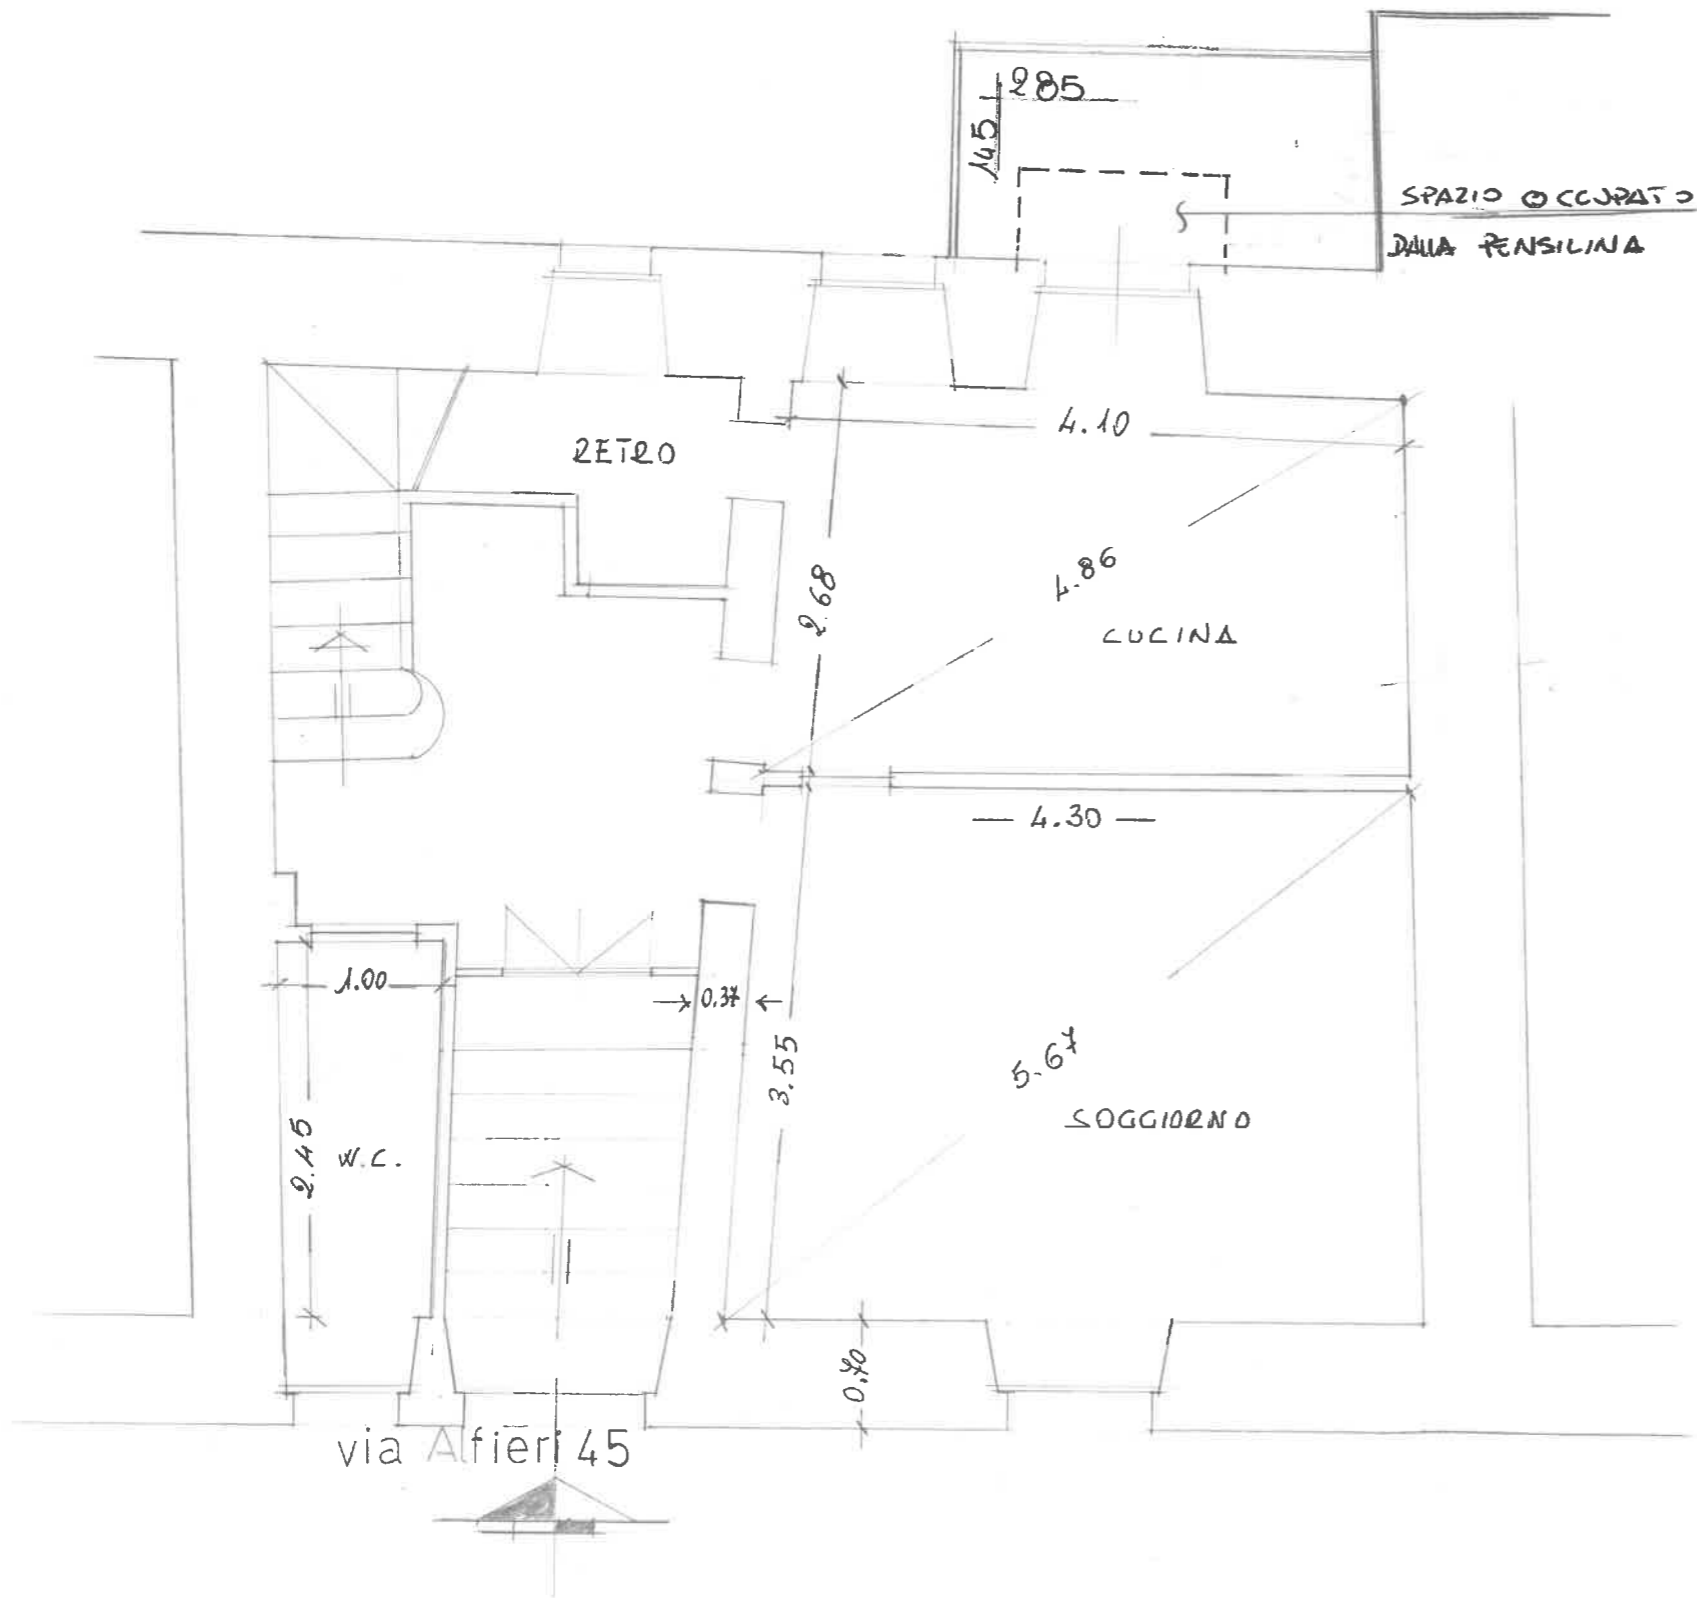 285
145
SPAZIO OCCUPATO
DALLA PENSILINA
4.10
RETRO
2.68
4.86
CUCINA
4.30
1.00
0.37
3.55
5.67
SOGGIORNO
2.45
W.C.
0.70
via Alfieri 45